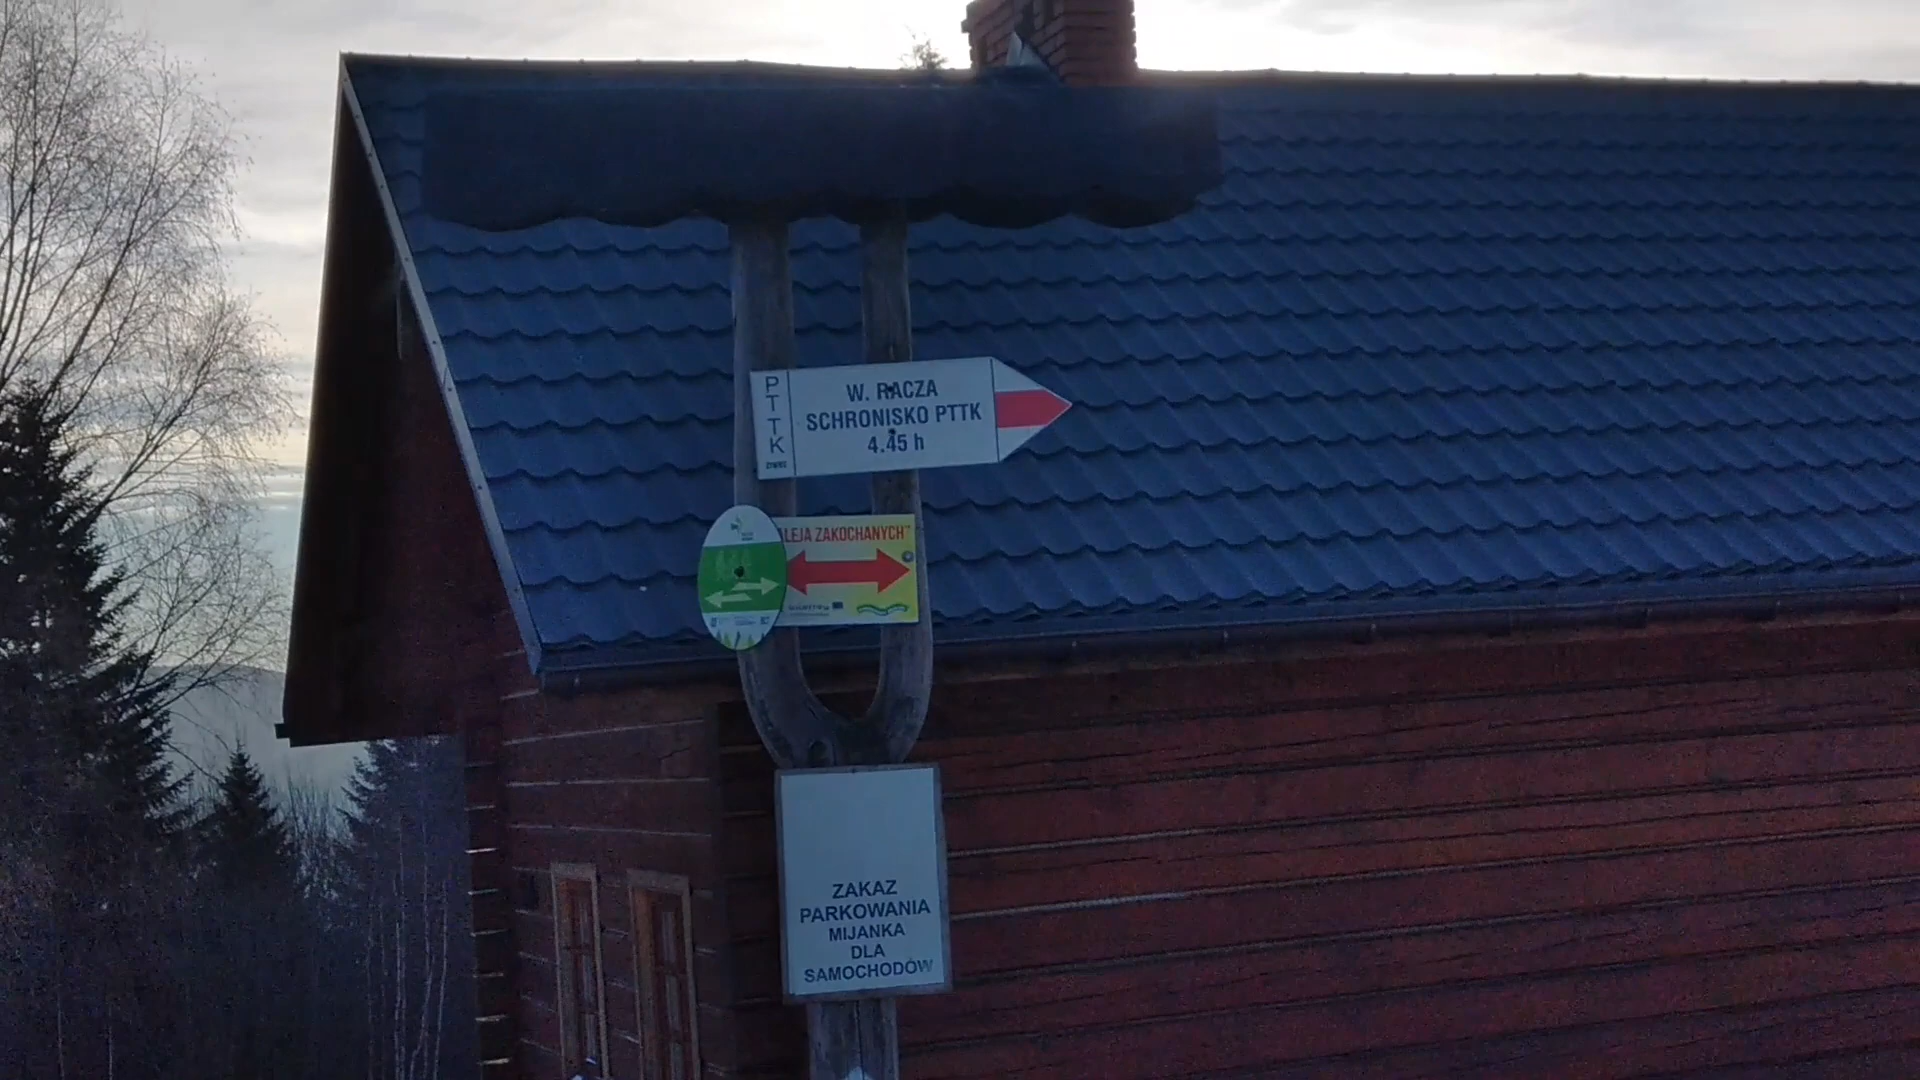 PTTK
W. RACZA
SCHRONISKO PTTK
4.45 h
LEJA ZAKOCHANYCH"
ZAKAZ
PARKOWANIA
MIJANKA
DLA
SAMOCHODÓW